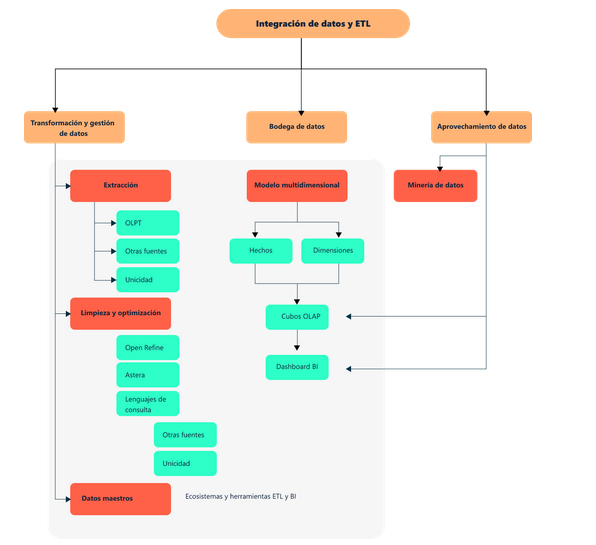 Integración de datos y ETL
Transformación y gestión
de datos
Bodega de datos
Aprovechamiento de datos
Extracción
OLPT
Otras fuentes
Unicidad
Limpieza y optimización
Open Refine
Astera
Lenguajes de
consulta
Otras fuentes
Unicidad
Datos maestros
Ecosistemas y herramientas ETL y BI
Modelo multidimensional
Hechos
Dimensiones
Cubos OLAP
Dashboard BI
Minería de datos